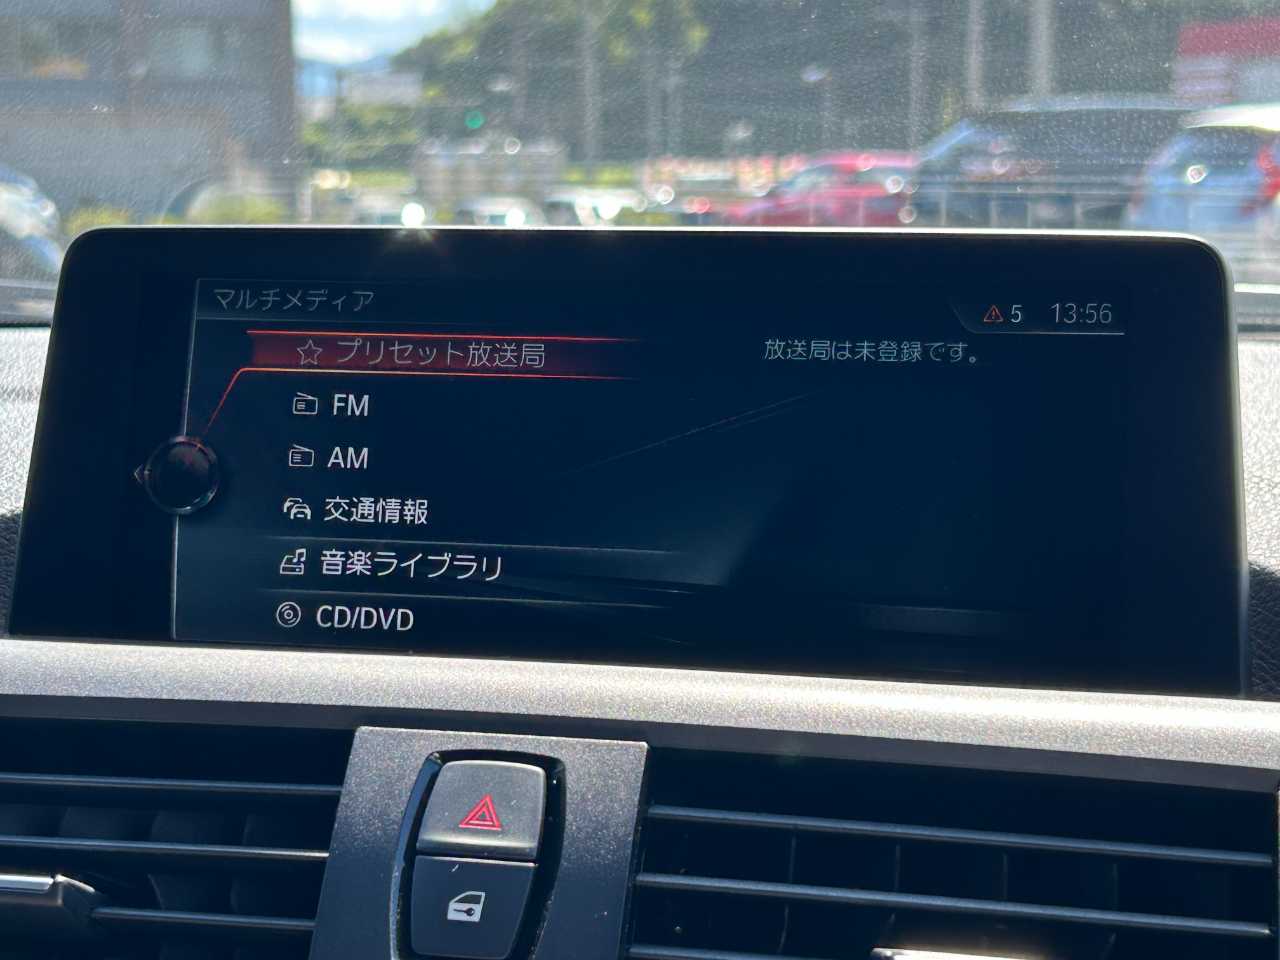 マルチメディア
5 13:56
プリセット放送局
放送局は未登録です。
FM
AM
交通情報
音楽ライブラリ
CD/DVD